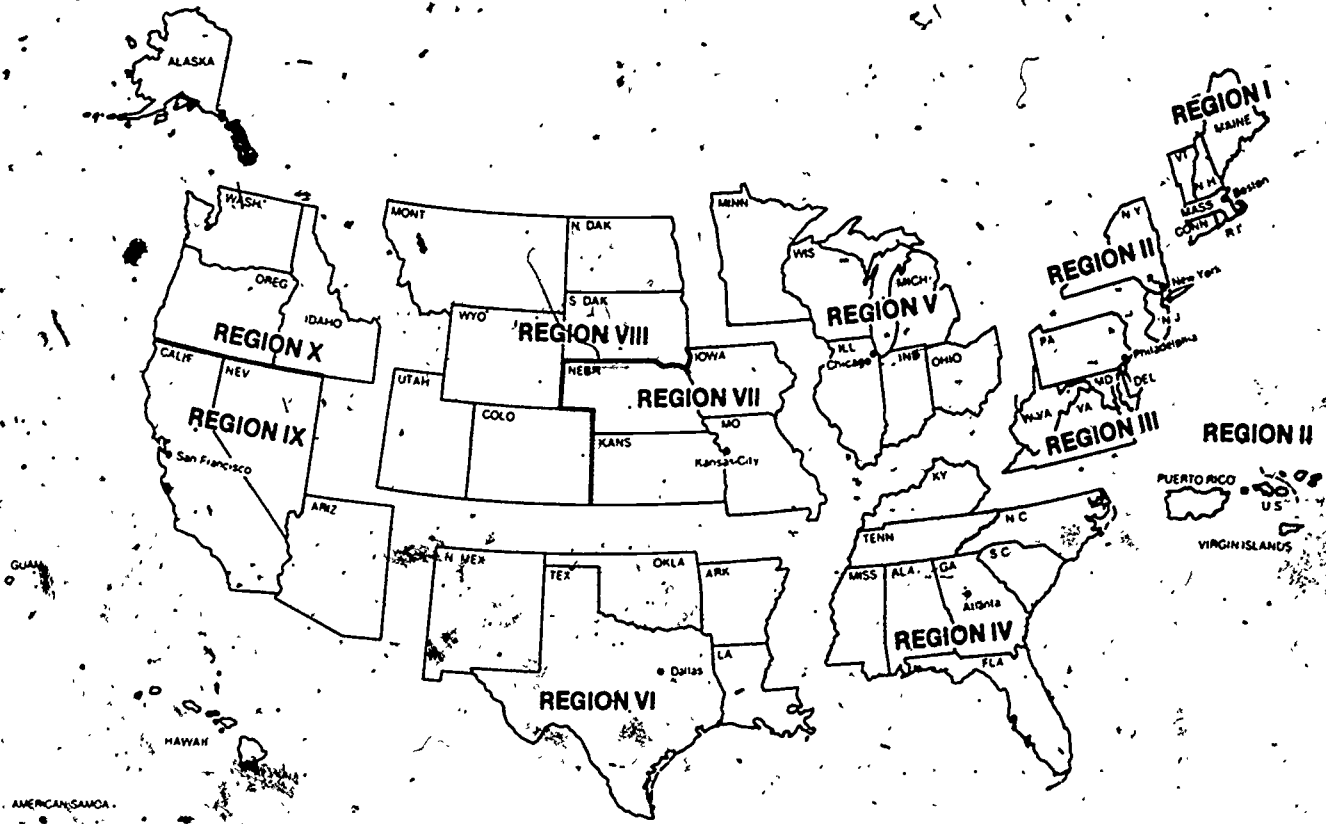 ALASKA
REGION I
MAINE
VT
N H
Boston
MASS
CONN
R I
N Y
REGION II
New York
N J
WASH
MONT
N DAK
MINN
WIS
MICH
OREG
IDAHO
REGION X
WYO
S DAK
REGION VIII
REGION V
PA
Philadelphia
CALIF
NEV
UTAH
NEBR
IOWA
ILL
Chicago
IND
OHIO
MD
DEL
REGION IX
COLO
REGION VII
W VA
VA
REGION III
REGION II
San Francisco
KANS
MO
Kansas City
KY
PUERTO RICO
U S
VIRGIN ISLANDS
ARIZ
N MEX
TEX
OKLA
ARK
TENN
N C
S C
MISS
ALA
GA
Atlanta
GUAM
REGION IV
LA
Dallas
FLA
REGION VI
HAWAII
AMERICAN SAMOA